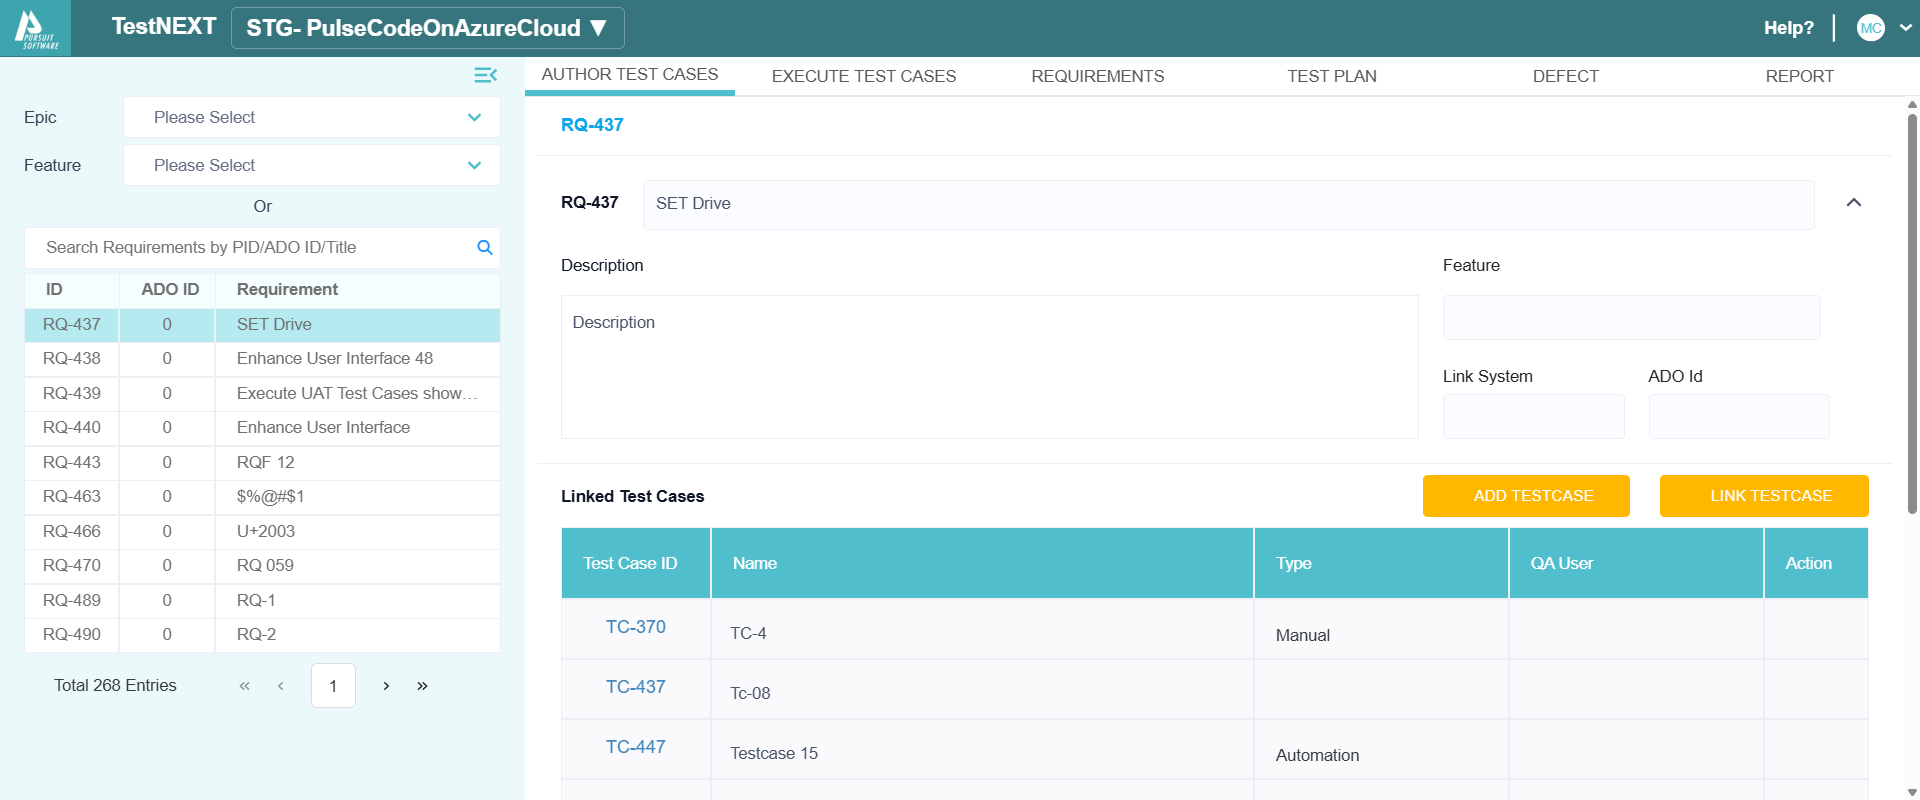 PURSUIT
SOFTWARE
TestNEXT
STG- PulseCodeOnAzureCloud ▼
Help?
MC
Epic
Please Select
Feature
Please Select
Or
Search Requirements by PID/ADO ID/Title
ID ADO ID Requirement
RQ-437 0 SET Drive
RQ-438 0 Enhance User Interface 48
RQ-439 0 Execute UAT Test Cases show…
RQ-440 0 Enhance User Interface
RQ-443 0 RQF 12
RQ-463 0 $%@#$1
RQ-466 0 U+2003
RQ-470 0 RQ 059
RQ-489 0 RQ-1
RQ-490 0 RQ-2
Total 268 Entries « ‹ 1 › »
AUTHOR TEST CASES EXECUTE TEST CASES REQUIREMENTS TEST PLAN DEFECT REPORT
RQ-437
RQ-437 SET Drive
Description
Description
Feature
Link System ADO Id
Linked Test Cases ADD TESTCASE LINK TESTCASE
Test Case ID Name Type QA User Action
TC-370 TC-4 Manual
TC-437 Tc-08
TC-447 Testcase 15 Automation